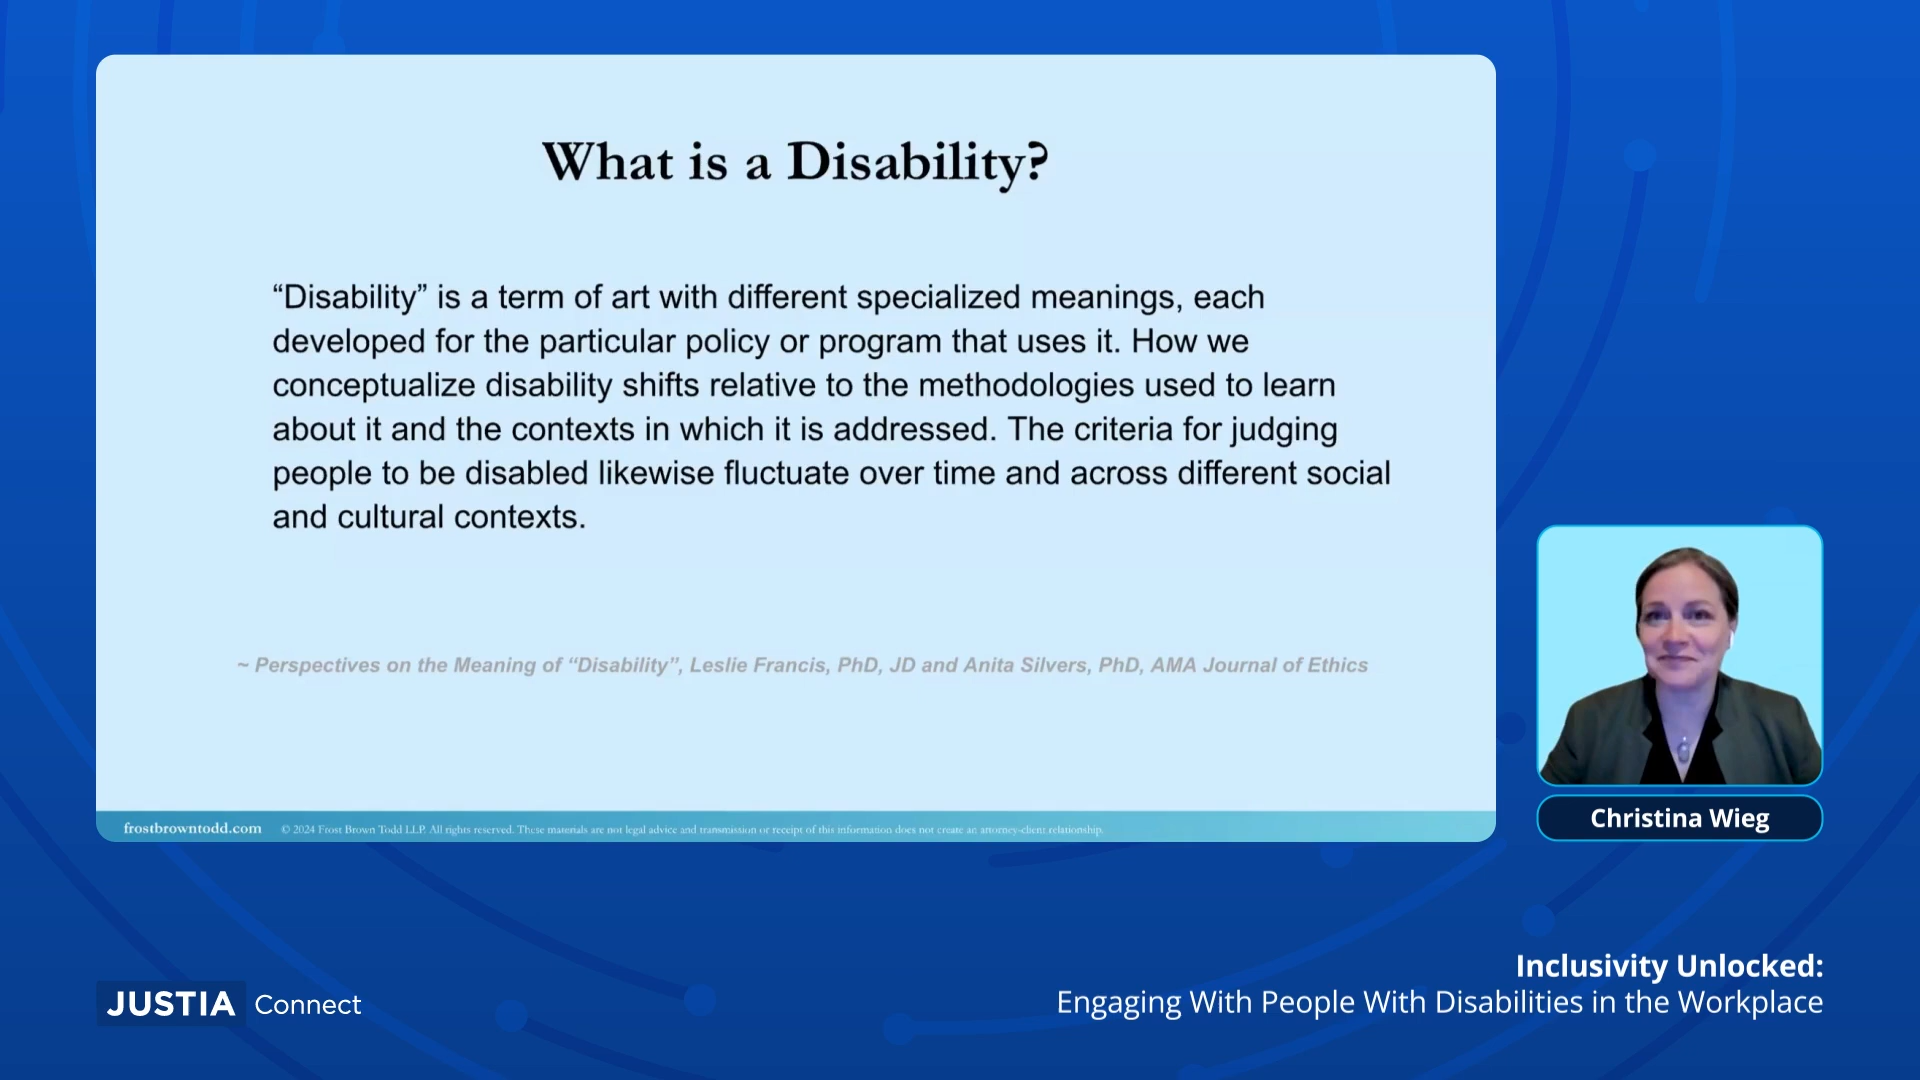 What is a Disability?
“Disability” is a term of art with different specialized meanings, each
developed for the particular policy or program that uses it. How we
conceptualize disability shifts relative to the methodologies used to learn
about it and the contexts in which it is addressed. The criteria for judging
people to be disabled likewise fluctuate over time and across different social
and cultural contexts.
~ Perspectives on the Meaning of “Disability”, Leslie Francis, PhD, JD and Anita Silvers, PhD, AMA Journal of Ethics
frostbrowntodd.com © 2024 Frost Brown Todd LLP. All rights reserved. These materials are not legal advice and transmission or receipt of this information does not create an attorney-client relationship.
Christina Wieg
Inclusivity Unlocked:
Engaging With People With Disabilities in the Workplace
JUSTIA Connect